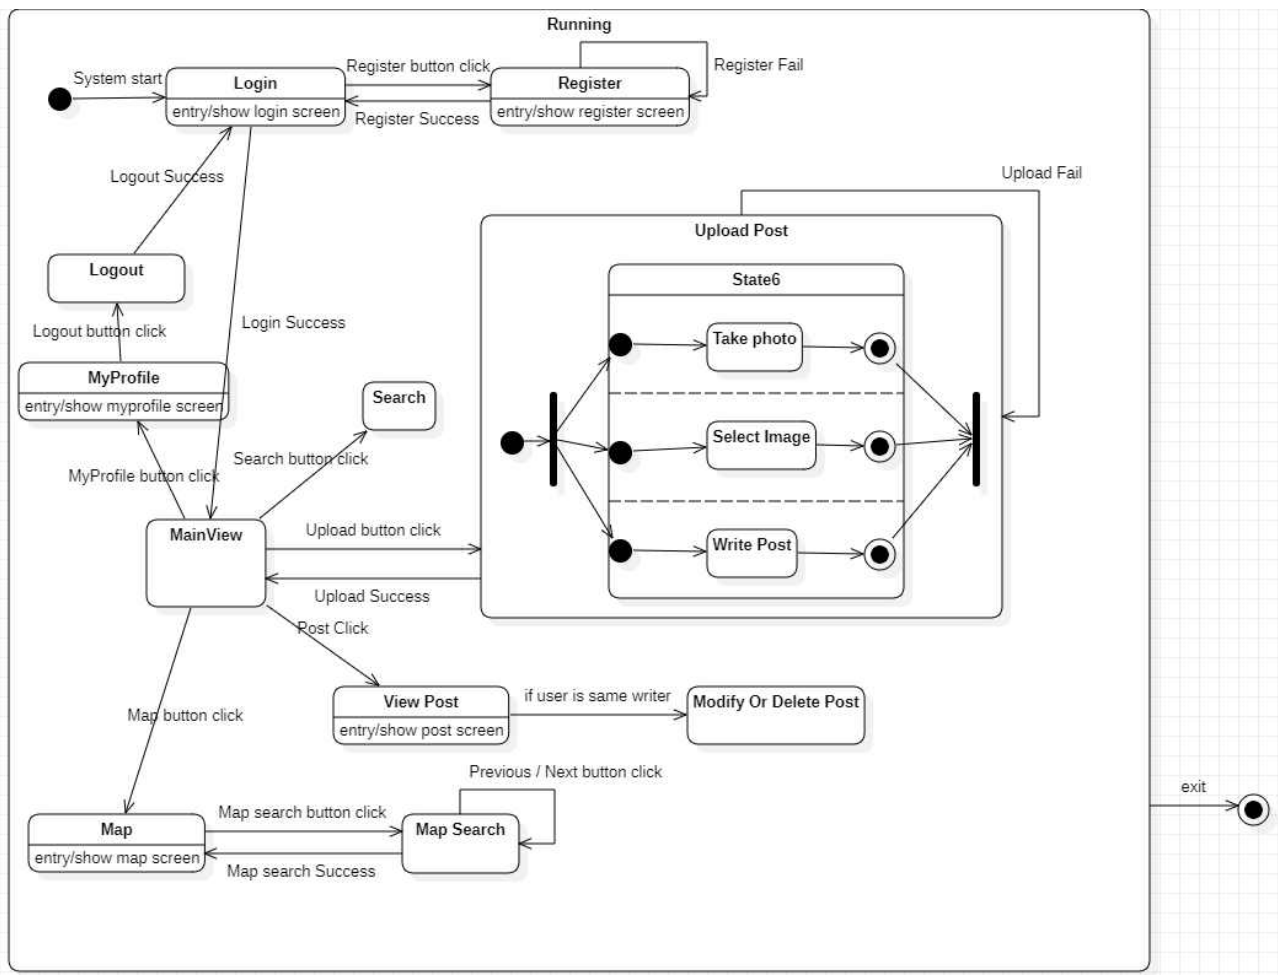 Running
System start
Login
entry/show login screen
Register button click
Register Success
Register
entry/show register screen
Register Fail
Logout Success
Upload Fail
Upload Post
Logout
State6
Logout button click
Login Success
Take photo
MyProfile
entry/show myprofile screen
Search
Select Image
Search button click
MyProfile button click
MainView
Upload button click
Write Post
Upload Success
Post Click
View Post
entry/show post screen
if user is same writer
Modify Or Delete Post
Map button click
Previous / Next button click
exit
Map search button click
Map
entry/show map screen
Map Search
Map search Success